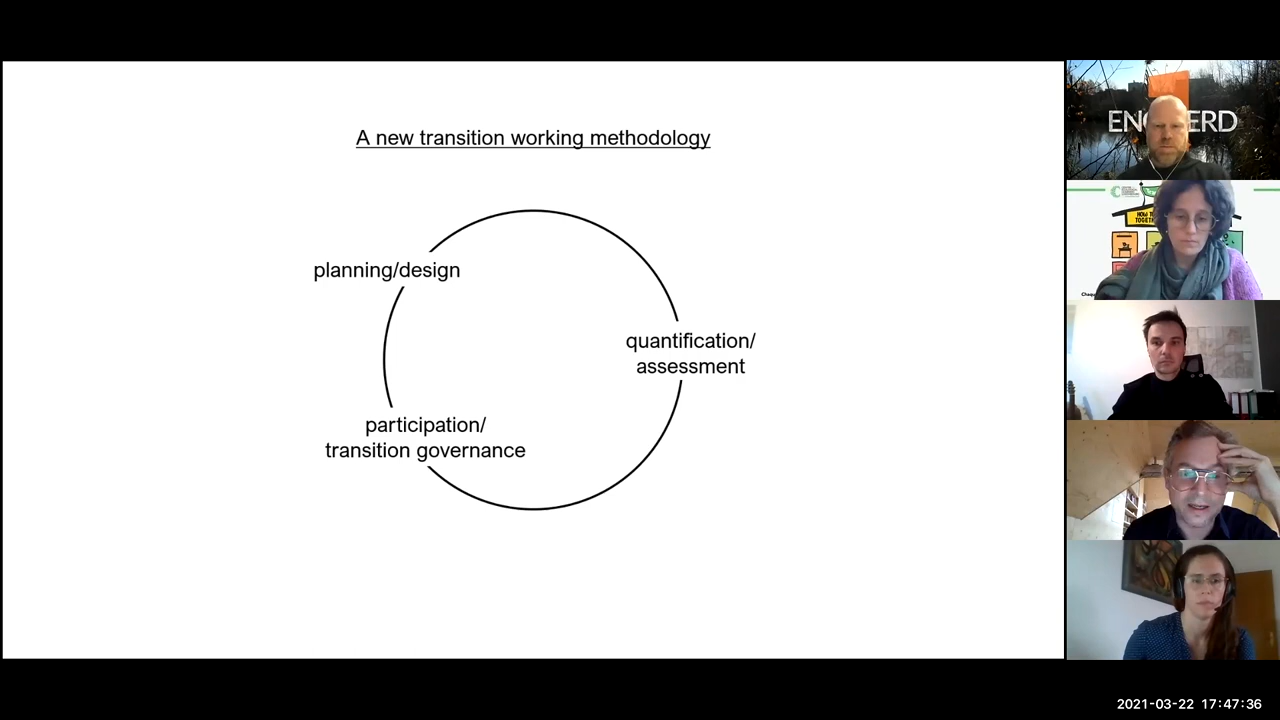 A new transition working methodology
planning/design
quantification/
assessment
participation/
transition governance
2021-03-22 17:47:36